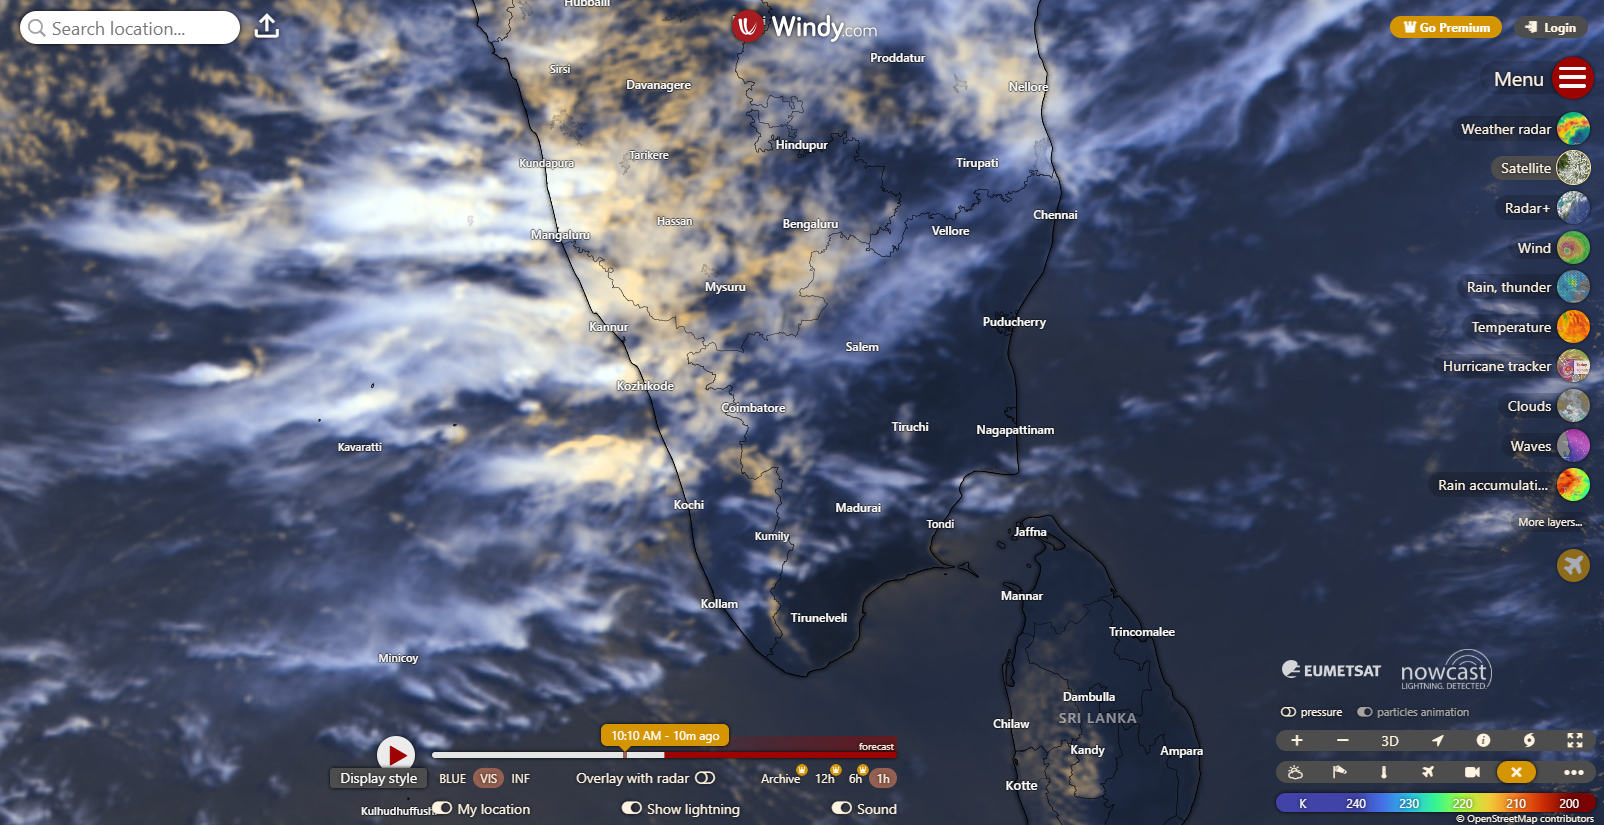 Search location...
Windy.com
Go Premium
Login
Menu
Weather radar
Satellite
Radar+
Wind
Rain, thunder
Temperature
Hurricane tracker
Clouds
Waves
Rain accumulati...
More layers...
Hubballi
Sirsi
Davanagere
Proddatur
Nellore
Kundapura
Tarikere
Hindupur
Tirupati
Mangaluru
Hassan
Bengaluru
Vellore
Chennai
Mysuru
Kannur
Salem
Puducherry
Kozhikode
Coimbatore
Tiruchi
Nagapattinam
Kavaratti
Kochi
Madurai
Kumily
Tondi
Jaffna
Mannar
Kollam
Tirunelveli
Trincomalee
Minicoy
Dambulla
SRI LANKA
Chilaw
Kandy
Ampara
Kotte
Kulhudhuffush
EUMETSAT
nowcast
LIGHTNING. DETECTED.
pressure
particles animation
3D
K 240 230 220 210 200
© OpenStreetMap contributors
10:10 AM - 10m ago
forecast
Display style
BLUE VIS INF
Overlay with radar
Archive 12h 6h 1h
My location
Show lightning
Sound